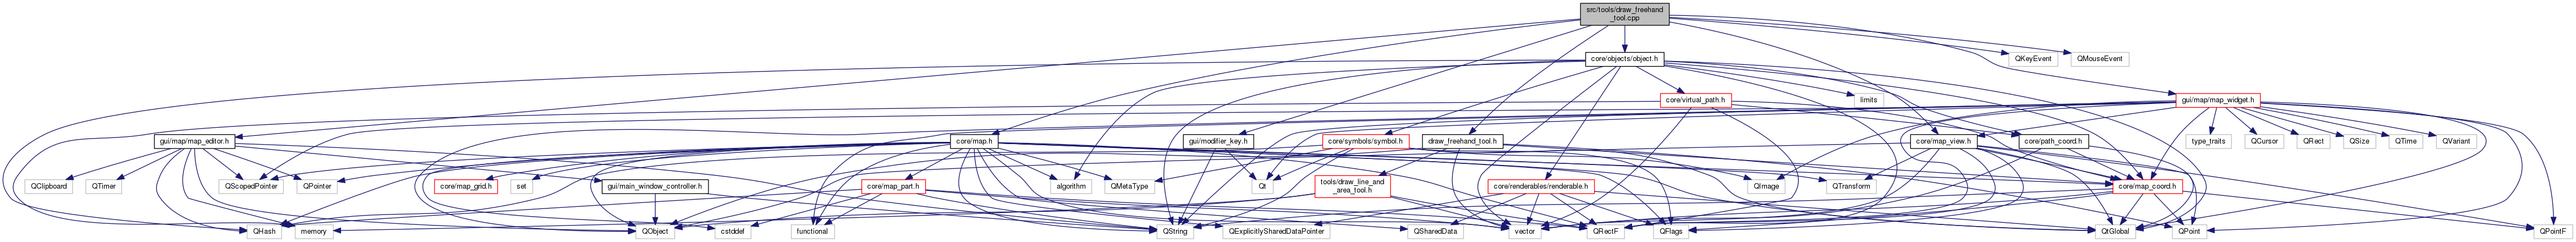 src/tools/draw_freehand
_tool.cpp
core/objects/object.h
QKeyEvent
QMouseEvent
core/virtual_path.h
limits
gui/map/map_widget.h
gui/map/map_editor.h
core/map.h
gui/modifier_key.h
core/symbols/symbol.h
draw_freehand_tool.h
core/map_view.h
core/path_coord.h
type_traits
QCursor
QRect
QSize
QTime
QVariant
QClipboard
QTimer
QScopedPointer
QPointer
gui/main_window_controller.h
core/map_grid.h
set
core/map_part.h
algorithm
QMetaType
Qt
tools/draw_line_and
_area_tool.h
core/renderables/renderable.h
QImage
QTransform
core/map_coord.h
QHash
memory
QObject
cstddef
functional
QString
QExplicitlySharedDataPointer
QSharedData
vector
QRectF
QFlags
QtGlobal
QPoint
QPointF